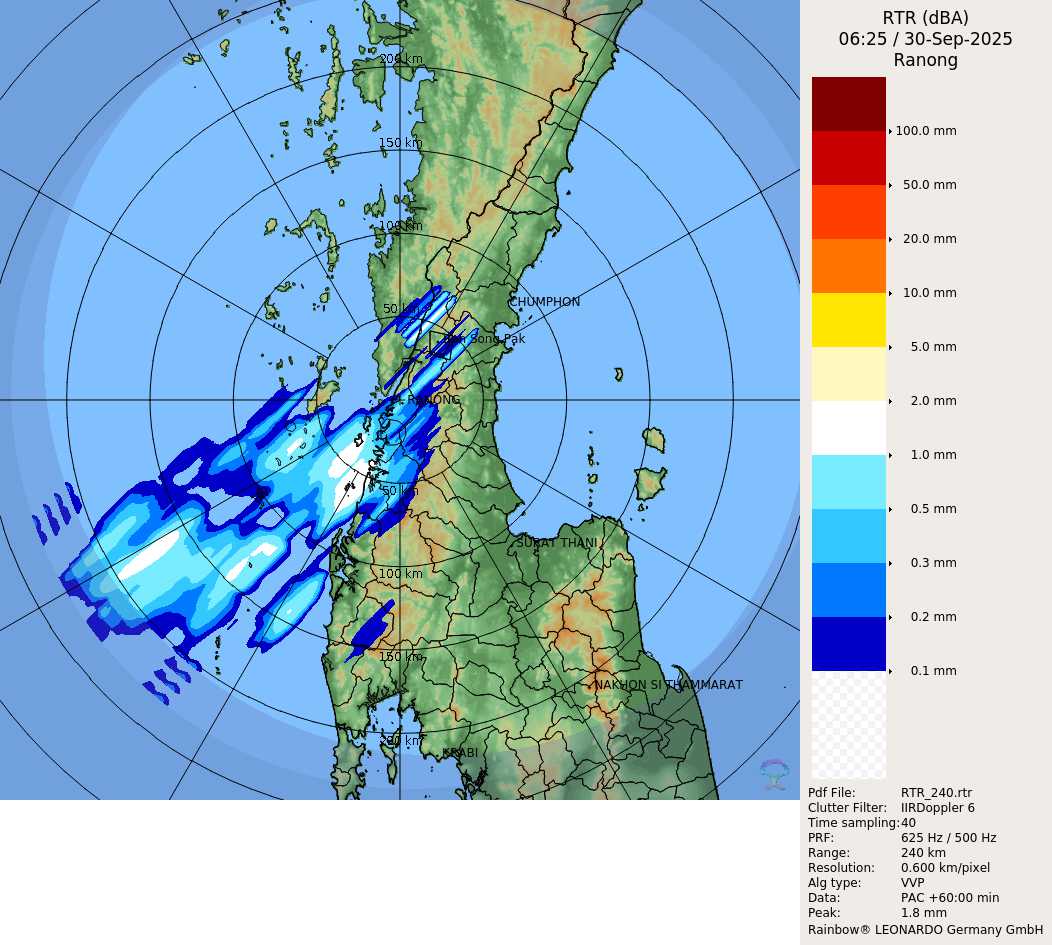 200 km
150 km
100 km
50 km
CHUMPHON
RANONG
50 km
SURAT THANI
100 km
150 km
NAKHON SI THAMMARAT
200 km
KRABI
RTR (dBA)
06:25 / 30-Sep-2025
Ranong
100.0 mm
50.0 mm
20.0 mm
10.0 mm
5.0 mm
2.0 mm
1.0 mm
0.5 mm
0.3 mm
0.2 mm
0.1 mm
Pdf File: RTR_240.rtr
Clutter Filter: IIRDoppler 6
Time sampling:40
PRF: 625 Hz / 500 Hz
Range: 240 km
Resolution: 0.600 km/pixel
Alg type: VVP
Data: PAC +60:00 min
Peak: 1.8 mm
Rainbow® LEONARDO Germany GmbH